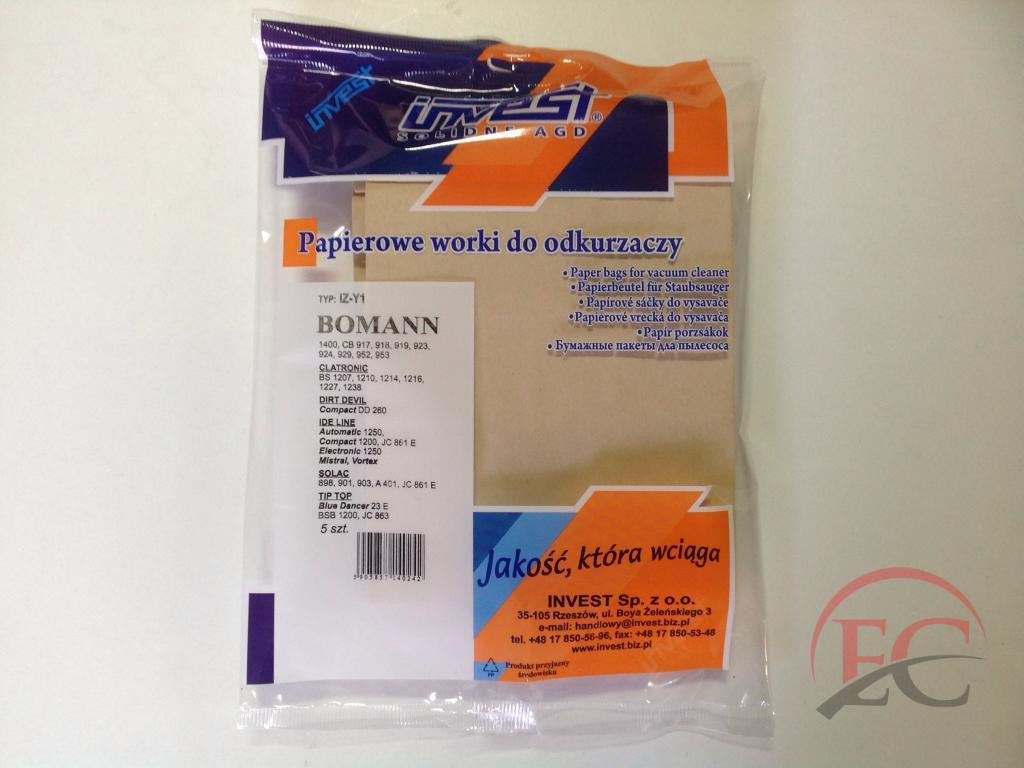 invest
invest®
SOLIDNE AGD
Papierowe worki do odkurzaczy
• Paper bags for vacuum cleaner
• Papierbeutel für Staubsauger
• Papírové sáčky do vysavače
• Papierové vrecká do vysavača
• Papír porzsákok
• Бумажные пакеты для пылесоса
TYP: IZ-Y1
BOMANN
1400, CB 917, 918, 919, 923,
924, 929, 952, 953
CLATRONIC
BS 1207, 1210, 1214, 1216,
1227, 1238
DIRT DEVIL
Compact DD 260
IDE LINE
Automatic 1250,
Compact 1200, JC 861 E
Electronic 1250
Mistral, Vortex
SOLAC
898, 901, 903, A 401, JC 861 E
TIP TOP
Blue Dancer 23 E
BSB 1200, JC 863
5 szt.
Jakość, która wciąga
INVEST Sp. z o.o.
35-105 Rzeszów, ul. Boya Żeleńskiego 3
e-mail: handlowy@invest.biz.pl
tel. +48 17 850-56-96, fax: +48 17 850-53-48
www.invest.biz.pl
PP
Produkt przyjazny
środowisku
invest
EC